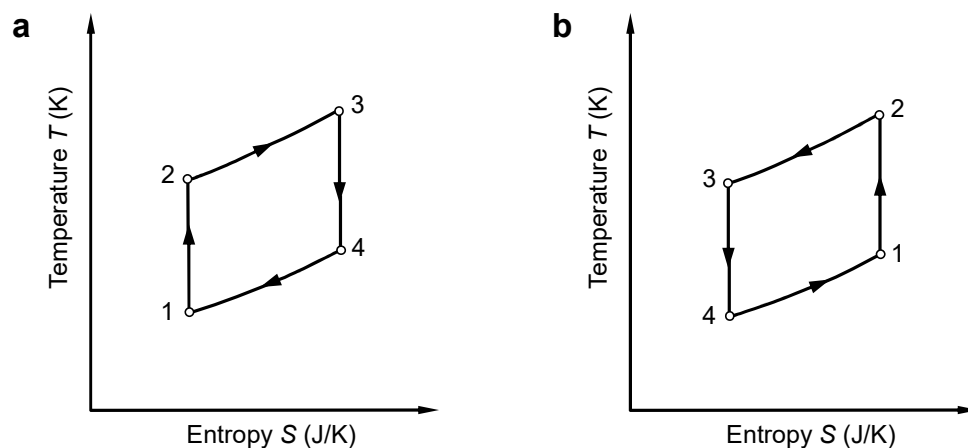 a
Temperature T (K)
3
2
4
1
Entropy S (J/K)
b
Temperature T (K)
2
3
1
4
Entropy S (J/K)